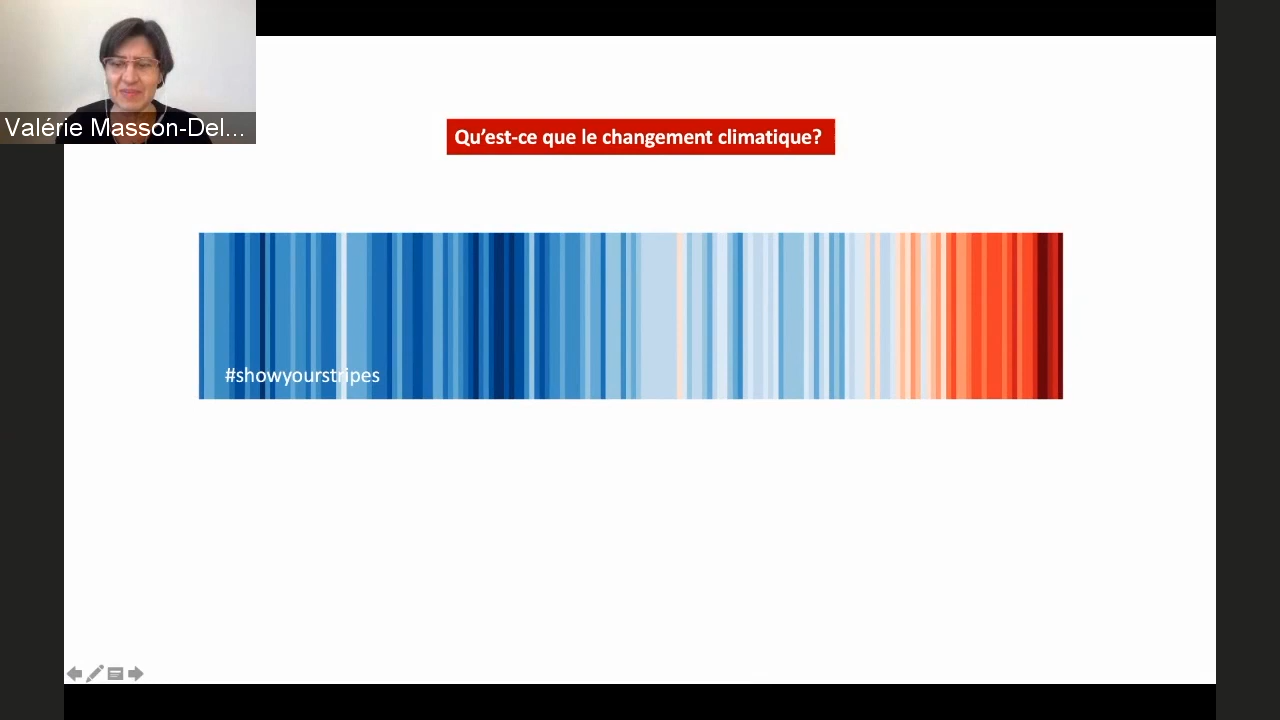 Valérie Masson-Del...
Qu’est-ce que le changement climatique?
#showyourstripes